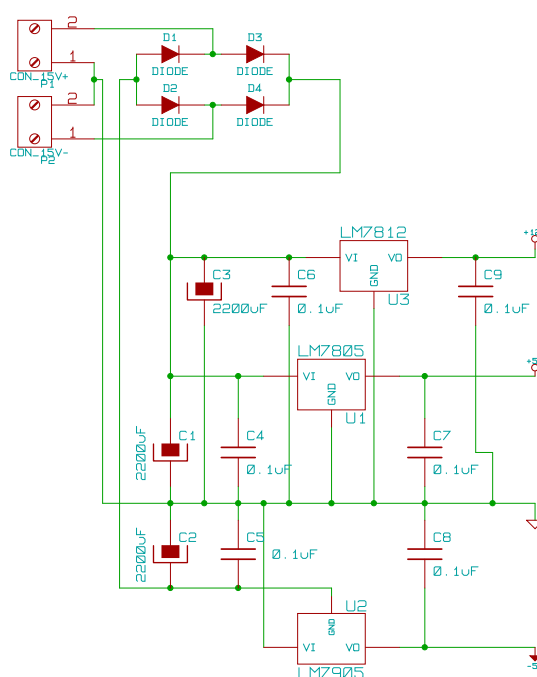 2
1
CON_15V+
P1
2
1
CON_15V-
P2
D1
DIODE
D3
DIODE
D2
DIODE
D4
DIODE
LM7812
VI
VO
GND
U3
C3
2200uF
C6
0.1uF
C9
0.1uF
LM7805
VI
VO
GND
U1
C1
2200uF
C4
0.1uF
C7
0.1uF
C2
2200uF
C5
0.1uF
C8
0.1uF
U2
GND
VI
VO
LM7905